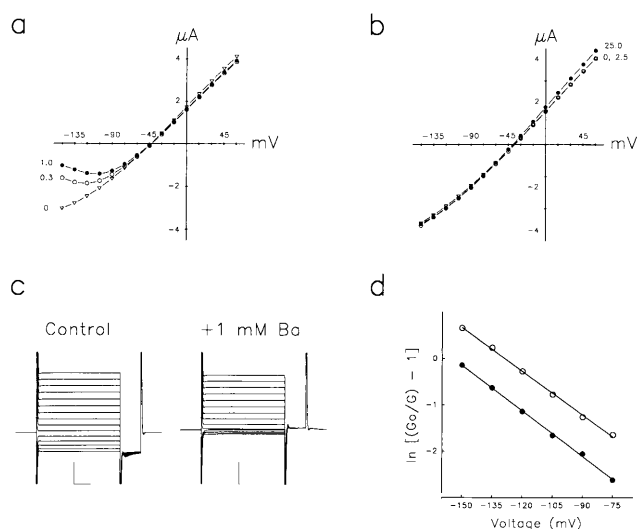 a
µA
4
2
-135 -90 -45 45
mV
1.0
0.3
0
-2
-4
b
µA
4
2
25.0
0, 2.5
-135 -90 -45 45
mV
-2
-4
c
Control
+1 mM Ba
d
ln [(Go/G) - 1]
0
-1
-2
-150 -135 -120 -105 -90 -75
Voltage (mV)